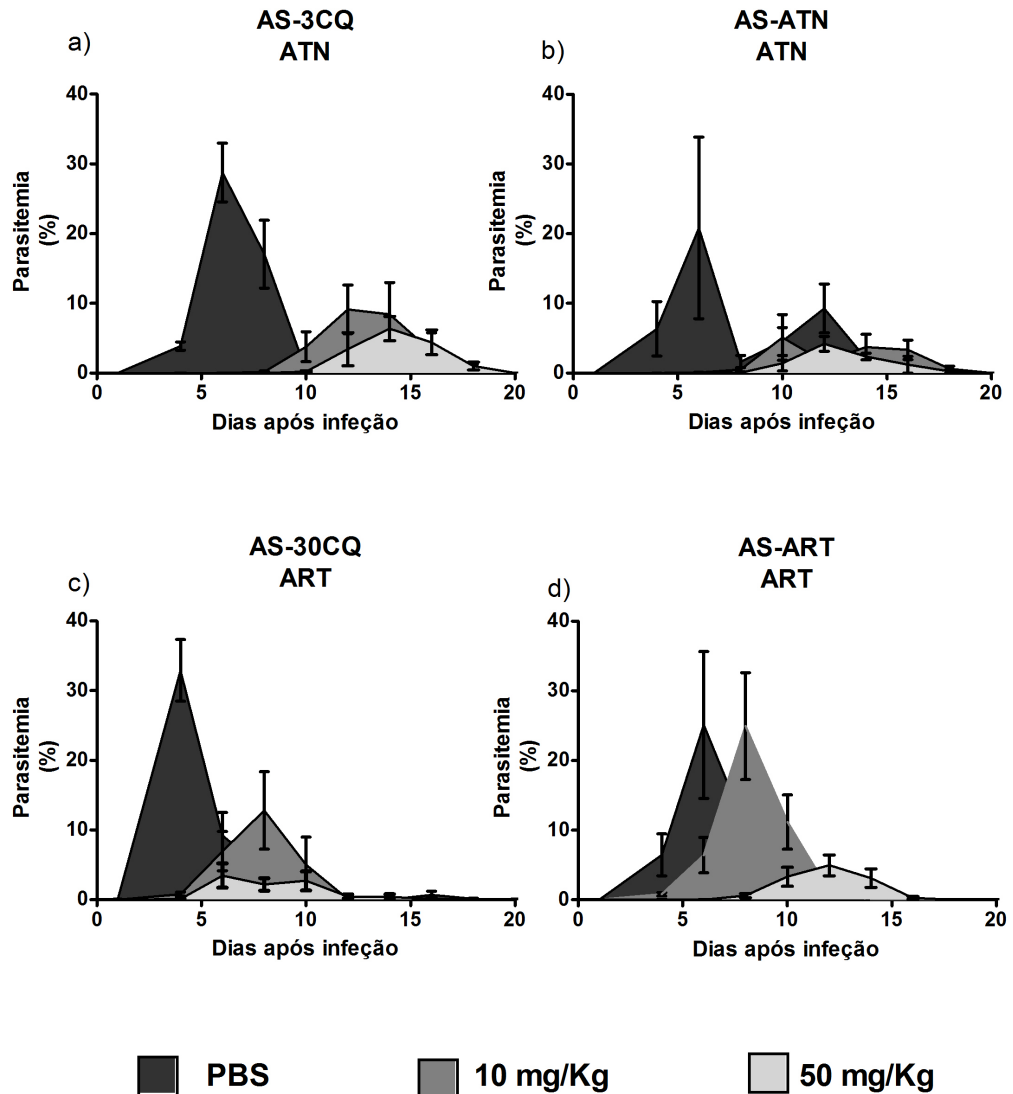 a)
AS-3CQ
ATN
40
30
20
10
0
Parasitemia
(%)
0 5 10 15 20
Dias após infeção
b)
AS-ATN
ATN
40
30
20
10
0
Parasitemia
(%)
0 5 10 15 20
Dias após infeção
c)
AS-30CQ
ART
40
30
20
10
0
Parasitemia
(%)
0 5 10 15 20
Dias após infeção
d)
AS-ART
ART
40
30
20
10
0
Parasitemia
(%)
0 5 10 15 20
Dias após infeção
PBS
10 mg/Kg
50 mg/Kg